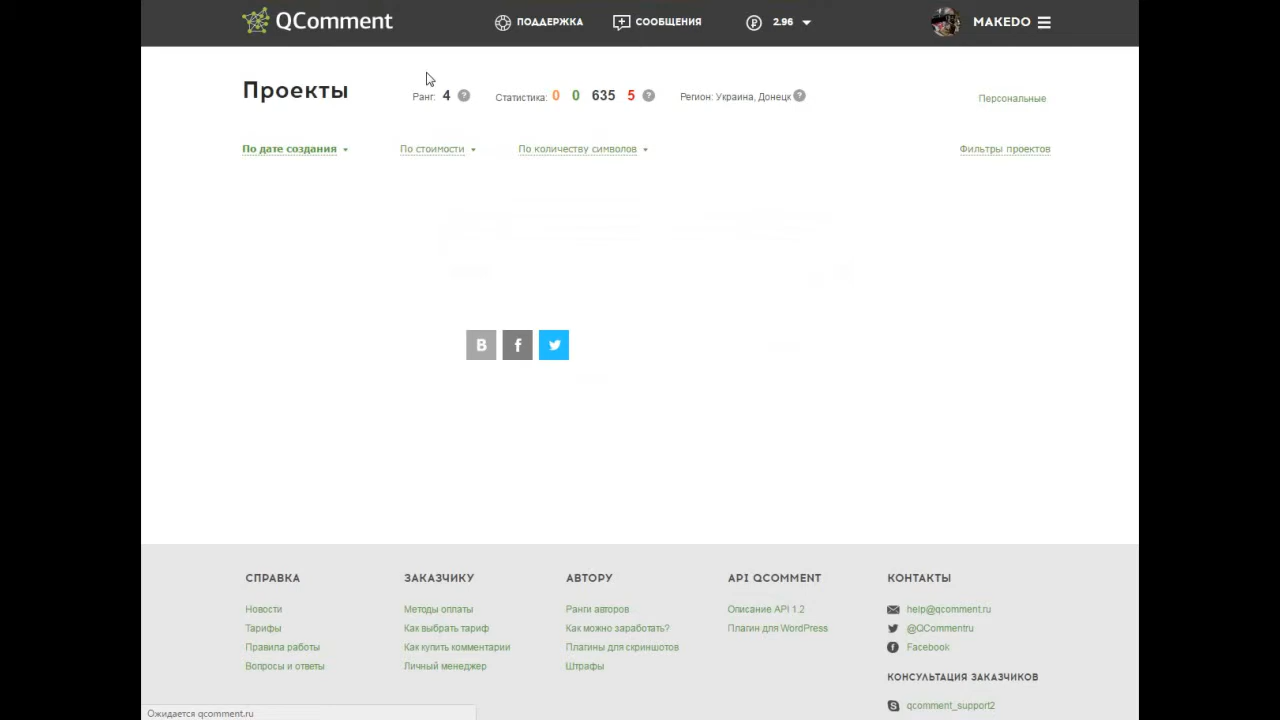 QComment ПОДДЕРЖКА СООБЩЕНИЯ 2.96 MAKEDO
Проекты Ранг: 4 ? Статистика: 0 0 635 5 ? Регион: Украина, Донецк ? Персональные
По дате создания По стоимости По количеству символов Фильтры проектов
B f
СПРАВКА ЗАКАЗЧИКУ АВТОРУ API QCOMMENT КОНТАКТЫ
Новости Методы оплаты Ранги авторов Описание API 1.2 help@qcomment.ru
Тарифы Как выбрать тариф Как можно заработать? Плагин для WordPress @QCommentru
Правила работы Как купить комментарии Плагины для скриншотов Facebook
Вопросы и ответы Личный менеджер Штрафы
КОНСУЛЬТАЦИЯ ЗАКАЗЧИКОВ
qcomment_support2
Ожидается qcomment.ru